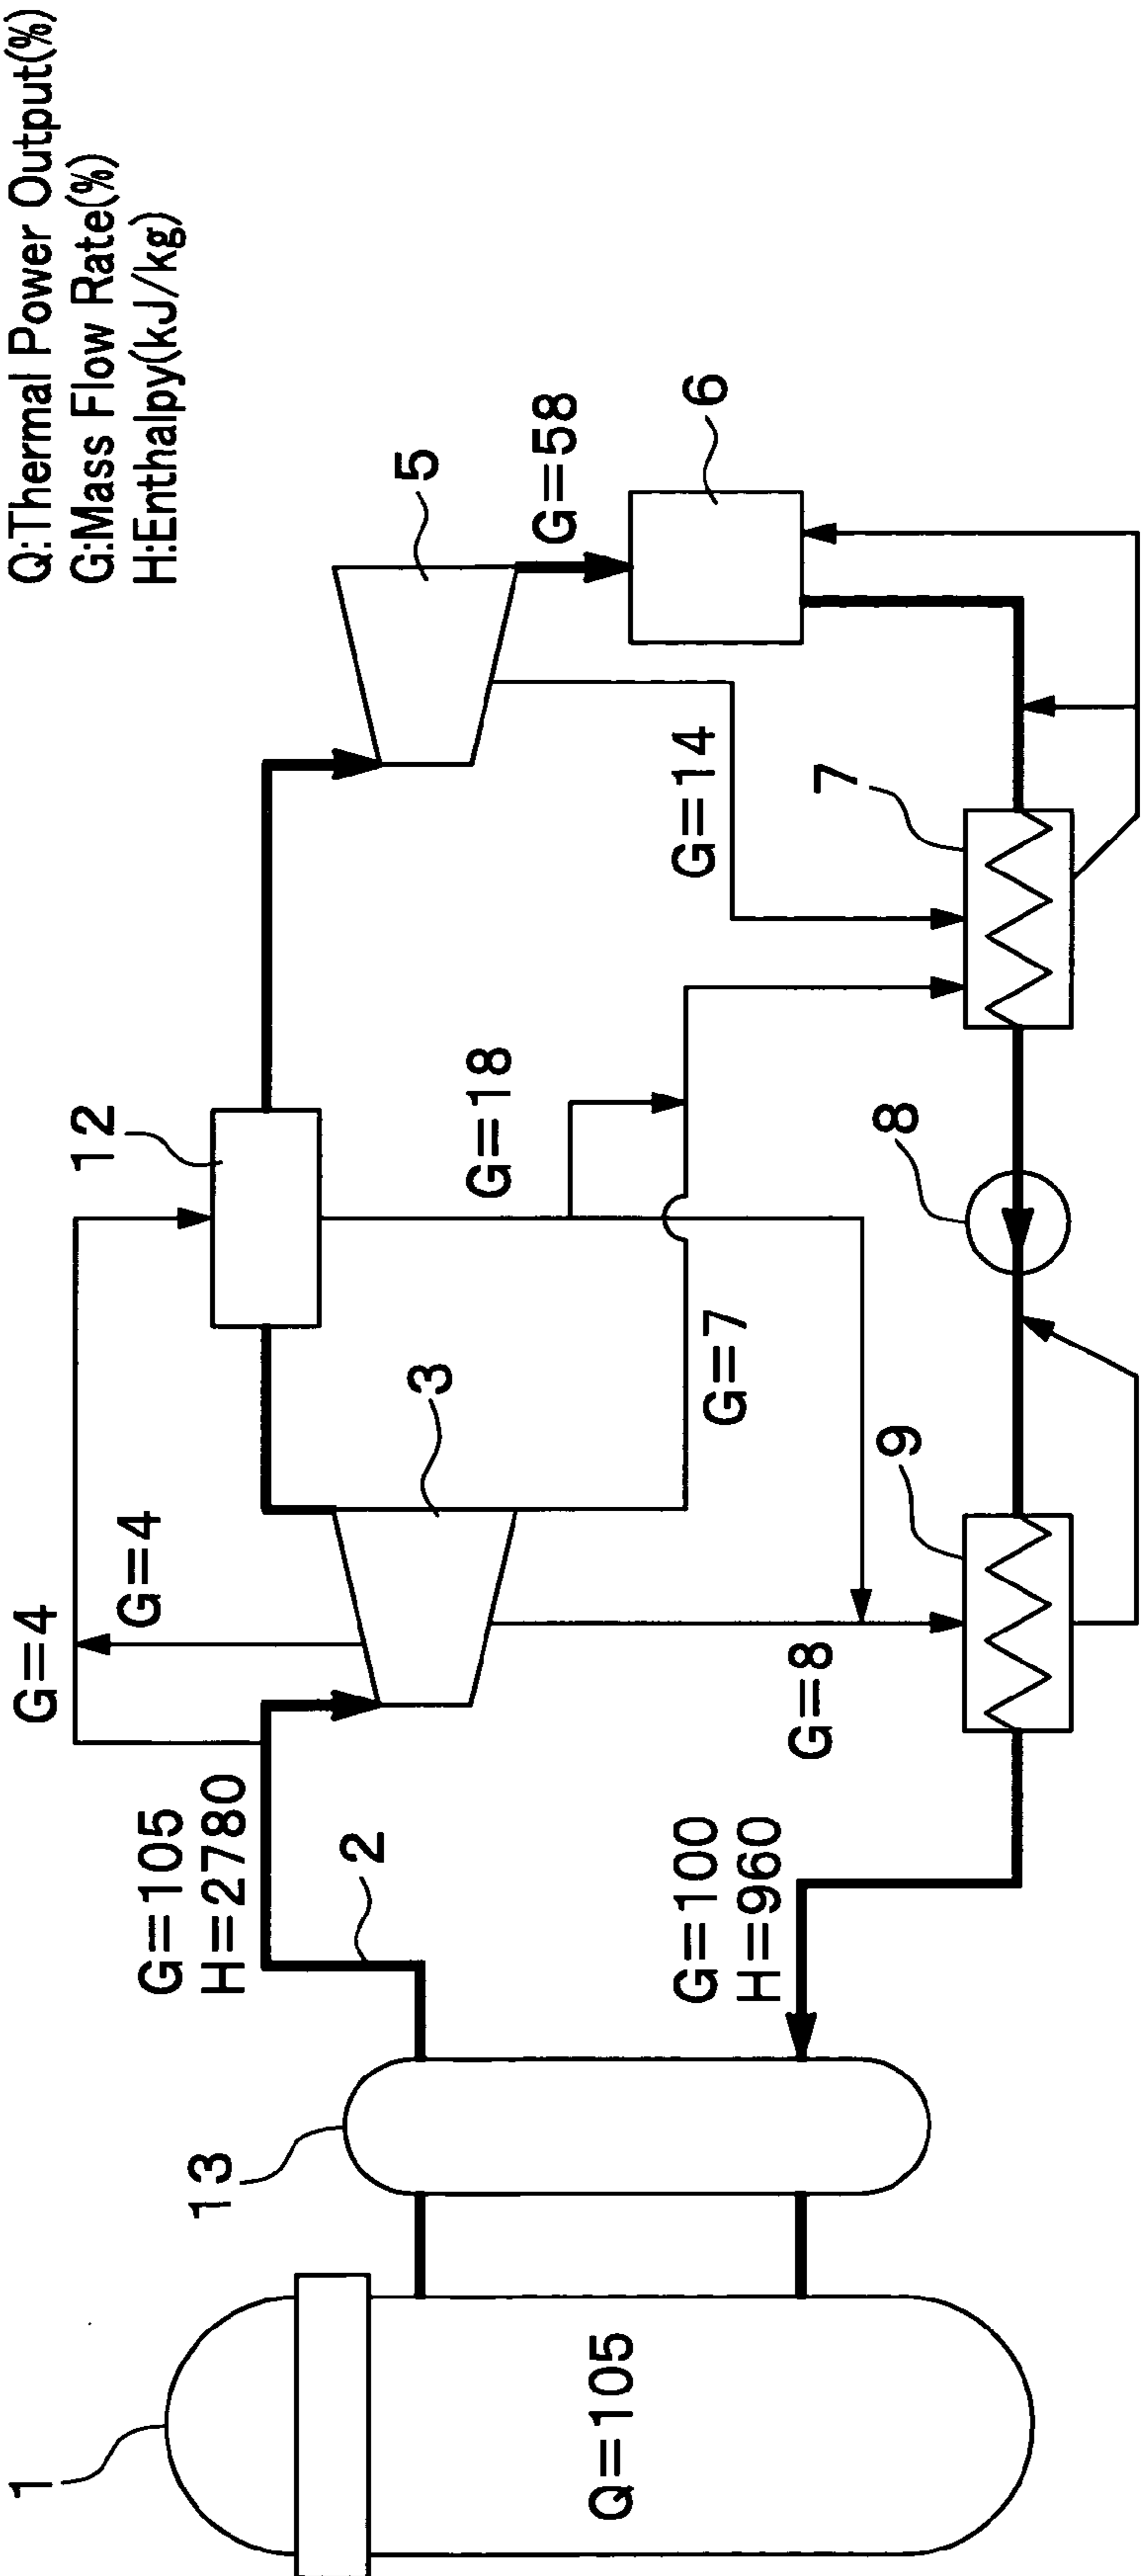 Q:Thermal Power Output(%)
G:Mass Flow Rate(%)
H:Enthalpy(kJ/kg)
1
Q=105
13
G=105
H=2780
2
G=100
H=960
G=4
G=4
3
G=8
G=7
9
12
G=18
8
G=14
7
5
G=58
6